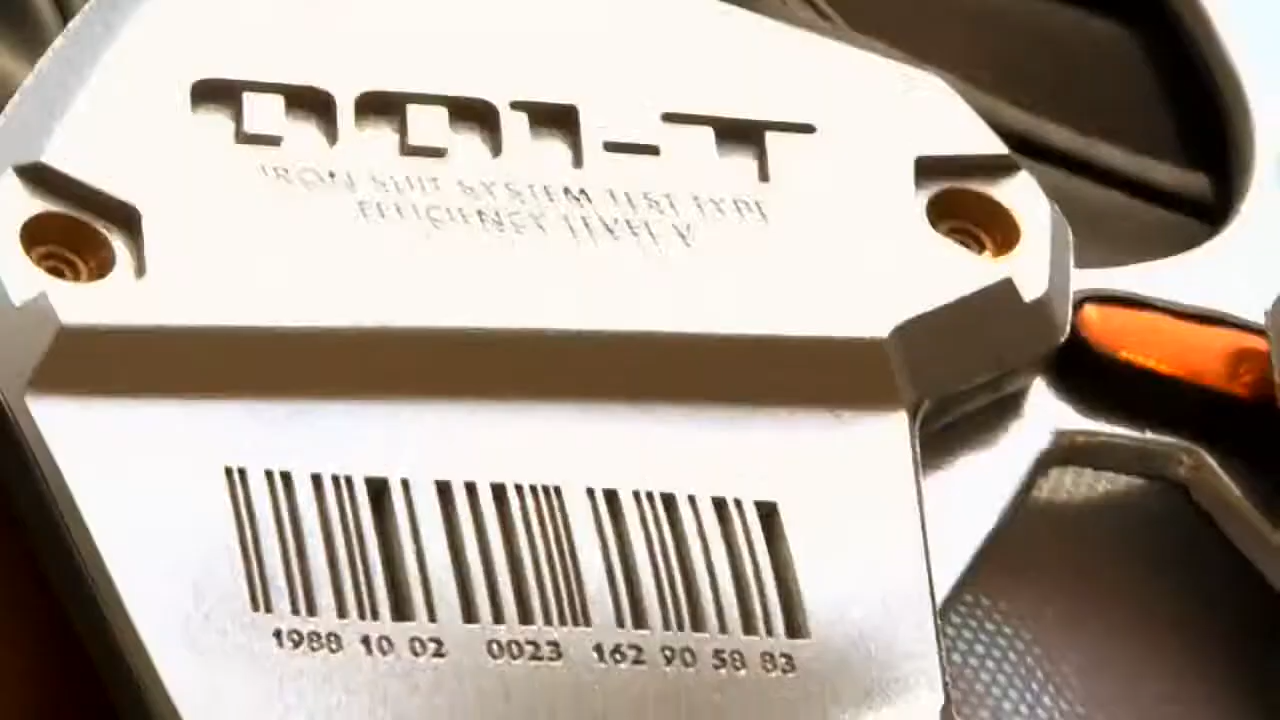 001-T
IRON SUIT SYSTEM TEST TYPE
EFFICIENCY LEVEL V
1988 10 02 0023 162 90 58 83